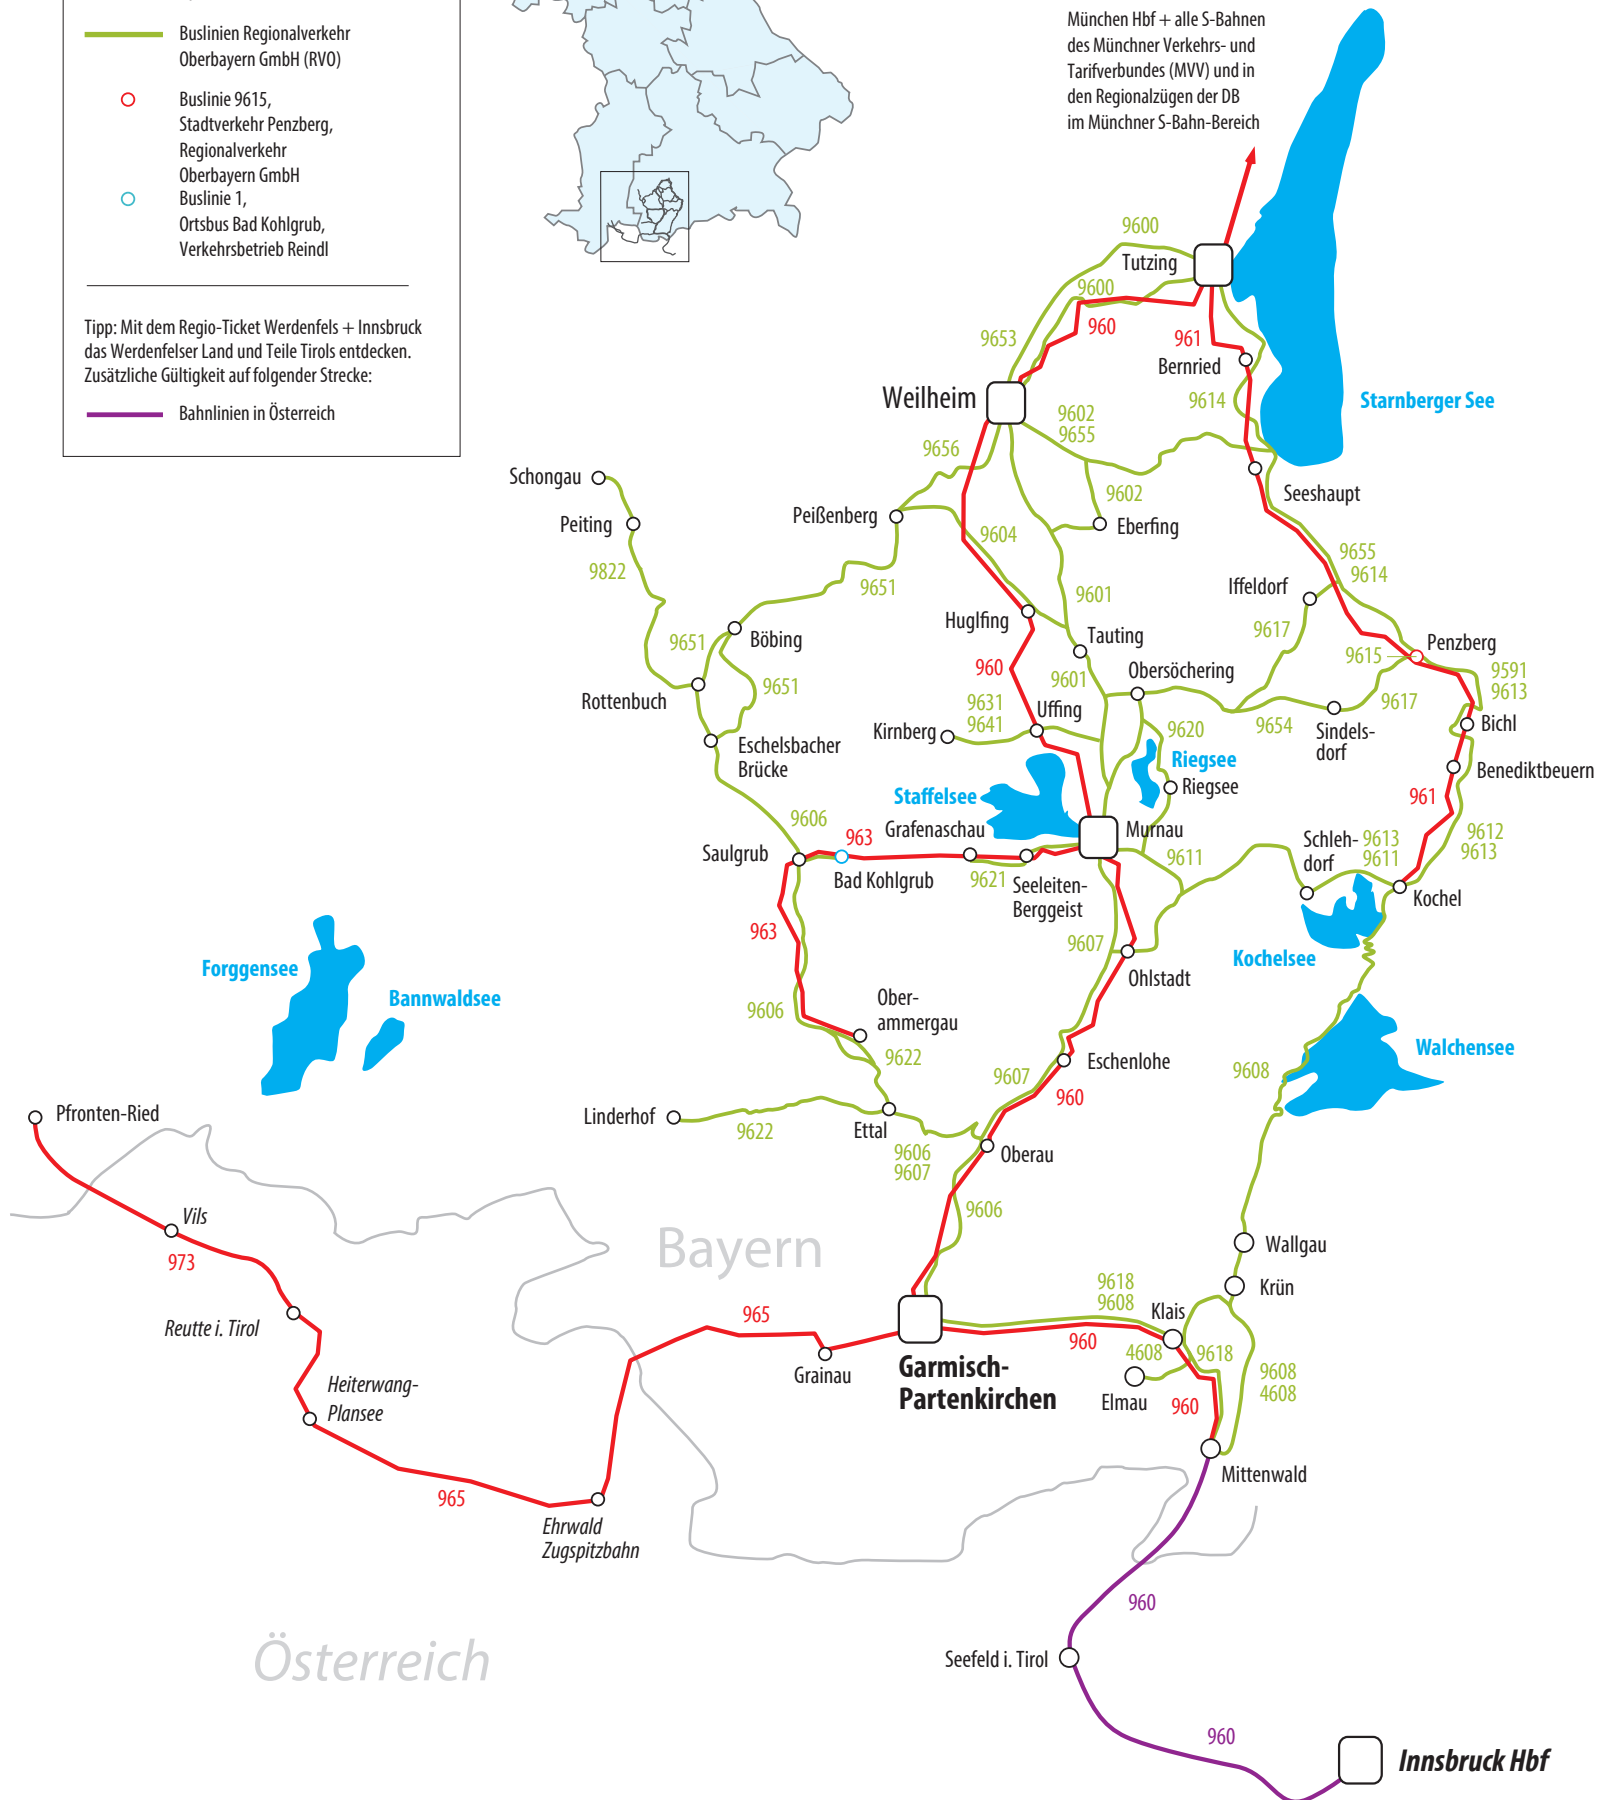 Buslinien Regionalverkehr
Oberbayern GmbH (RVO)
Buslinie 9615,
Stadtverkehr Penzberg,
Regionalverkehr
Oberbayern GmbH
Buslinie 1,
Ortsbus Bad Kohlgrub,
Verkehrsbetrieb Reindl
Tipp: Mit dem Regio-Ticket Werdenfels + Innsbruck
das Werdenfelser Land und Teile Tirols entdecken.
Zusätzliche Gültigkeit auf folgender Strecke:
Bahnlinien in Österreich
München Hbf + alle S-Bahnen
des Münchner Verkehrs- und
Tarifverbundes (MVV) und in
den Regionalzügen der DB
im Münchner S-Bahn-Bereich
9600
Tutzing
9600
960
961
9653
Bernried
9614
Weilheim
Starnberger See
9602
9655
9656
Schongau
Seeshaupt
9602
Peißenberg
Peiting
Eberfing
9604
9655
9614
9822
9651
Iffeldorf
9601
Huglfing
9617
Tauting
Penzberg
9651
Böbing
9615
960
9591
9613
9601
Obersöchering
9651
Rottenbuch
9631
9641
Uffing
9617
9654
Kirnberg
9620
Sindels-
dorf
Bichl
Eschelsbacher
Brücke
Riegsee
Benediktbeuern
Riegsee
Staffelsee
961
9606
963
Grafenaschau
Murnau
Schleh-
dorf
9613
9611
9612
9613
Saulgrub
9611
Bad Kohlgrub
9621
Seeleiten-
Berggeist
Kochel
963
9607
Kochelsee
Forggensee
Ohlstadt
Bannwaldsee
Ober-
ammergau
9606
Walchensee
9622
Eschenlohe
9608
9607
960
Pfronten-Ried
Linderhof
9622
Ettal
9606
9607
Oberau
Vils
9606
Bayern
Wallgau
973
9618
9608
Krün
965
Klais
Reutte i. Tirol
960
4608
9618
Grainau
Garmisch-
Partenkirchen
9608
4608
Heiterwang-
Plansee
Elmau
960
Mittenwald
965
Ehrwald
Zugspitzbahn
960
Österreich
Seefeld i. Tirol
960
Innsbruck Hbf